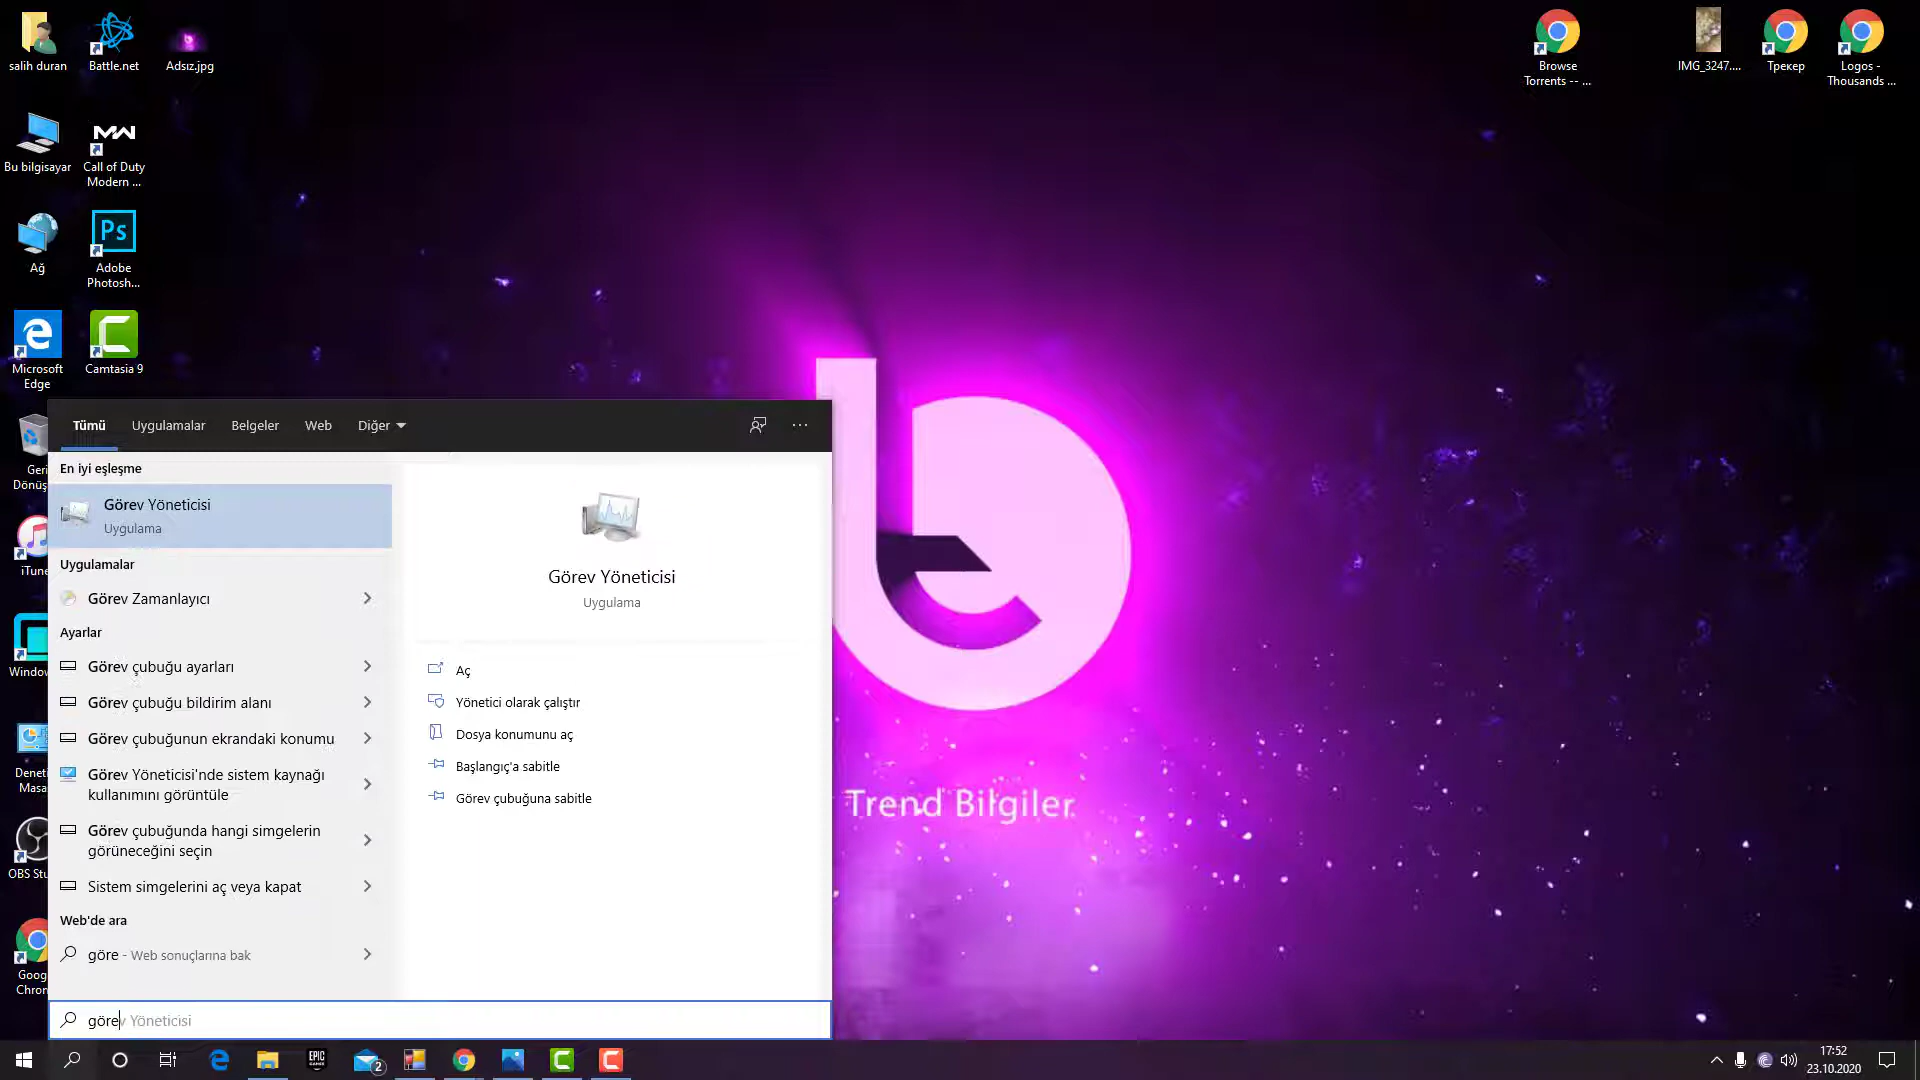 salih duran
Battle.net
Adsız.jpg
Browse
Torrents -- ...
IMG_3247....
Трекер
Logos -
Thousands ...
Bu bilgisayar
MW
Call of Duty
Modern ...
Ağ
Ps
Adobe
Photosh...
Microsoft
Edge
Camtasia 9
Geri
Dönüş
iTune
Window
Denet
Masa
OBS Stu
Goog
Chron
Tümü
Uygulamalar
Belgeler
Web
Diğer
...
En iyi eşleşme
Görev Yöneticisi
Uygulama
Uygulamalar
Görev Zamanlayıcı
Ayarlar
Görev çubuğu ayarları
Görev çubuğu bildirim alanı
Görev çubuğunun ekrandaki konumu
Görev Yöneticisi'nde sistem kaynağı
kullanımını görüntüle
Görev çubuğunda hangi simgelerin
görüneceğini seçin
Sistem simgelerini aç veya kapat
Web'de ara
göre - Web sonuçlarına bak
Görev Yöneticisi
Uygulama
Aç
Yönetici olarak çalıştır
Dosya konumunu aç
Başlangıç'a sabitle
Görev çubuğuna sabitle
Trend Bilgiler
görev Yöneticisi
EPIC
GAMES
2
17:52
23.10.2020